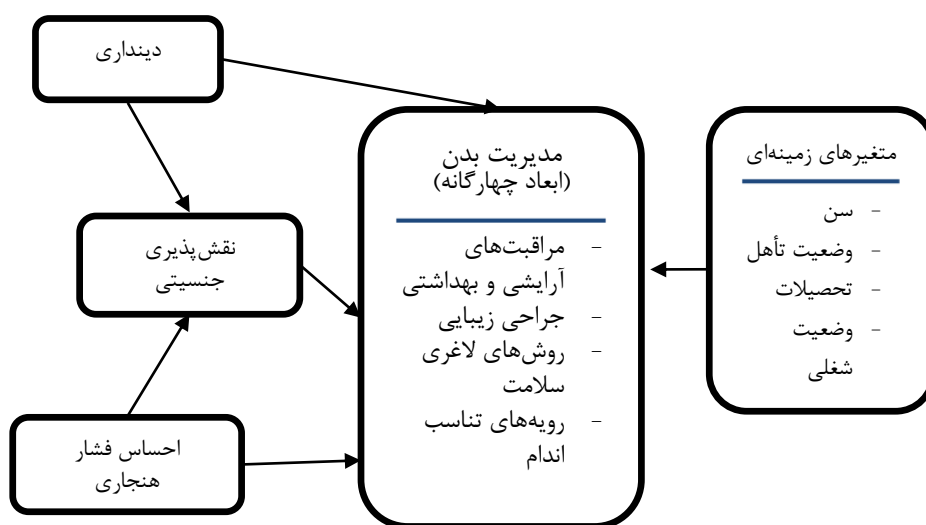 دینداری
نقش‌پذیری
جنسیتی
احساس فشار
هنجاری
مدیریت بدن
(ابعاد چهارگانه)
- مراقبت‌های
آرایشی و بهداشتی
- جراحی زیبایی
- روش‌های لاغری
سلامت
- رویه‌های تناسب
اندام
متغیرهای زمینه‌ای
- سن
- وضعیت تأهل
- تحصیلات
- وضعیت
شغلی